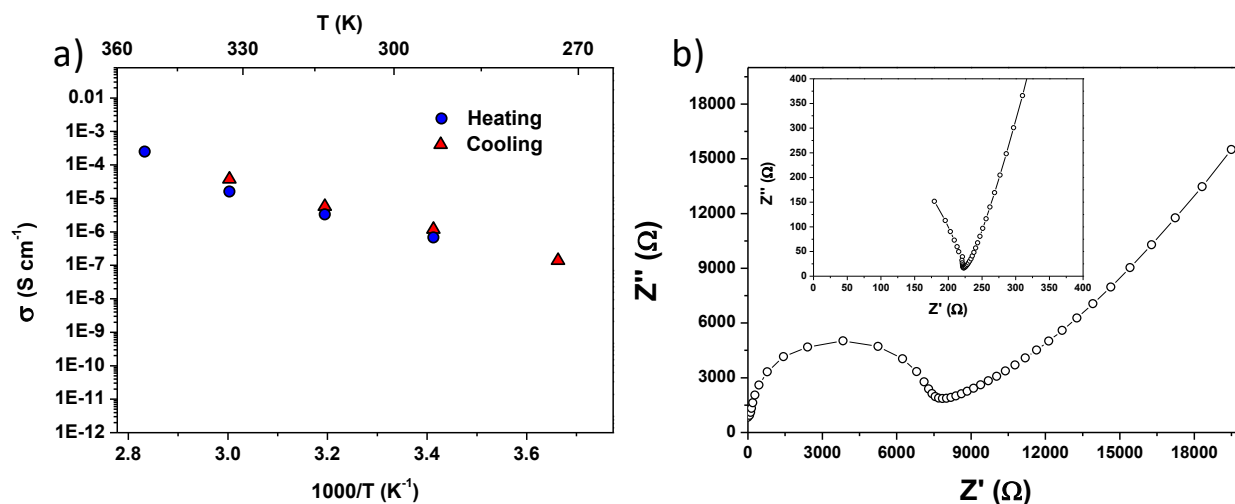 a)
T (K)
360 330 300 270
0.01
1E-3
1E-4
1E-5
1E-6
1E-7
1E-8
1E-9
1E-10
1E-11
1E-12
σ (S cm-1)
Heating
Cooling
2.8 3.0 3.2 3.4 3.6
1000/T (K-1)
b)
18000
15000
12000
9000
6000
3000
0
Z'' (Ω)
0 3000 6000 9000 12000 15000 18000
Z' (Ω)
400
350
300
250
200
150
100
50
0
Z'' (Ω)
0 50 100 150 200 250 300 350 400
Z' (Ω)